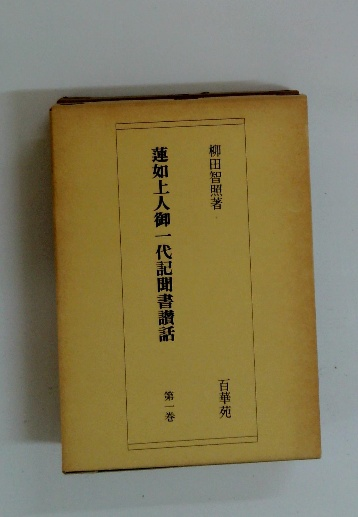 柳田智照著
蓮如上人御一代記聞書讃話
第一巻
百華苑